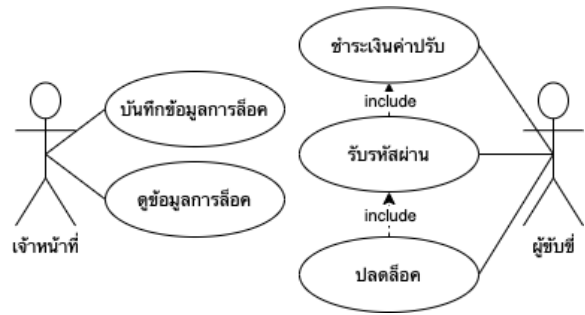 ชำระเงินค่าปรับ
include
บันทึกข้อมูลการล็อค
รับรหัสผ่าน
ดูข้อมูลการล็อค
include
เจ้าหน้าที่
ปลดล็อค
ผู้ขับขี่